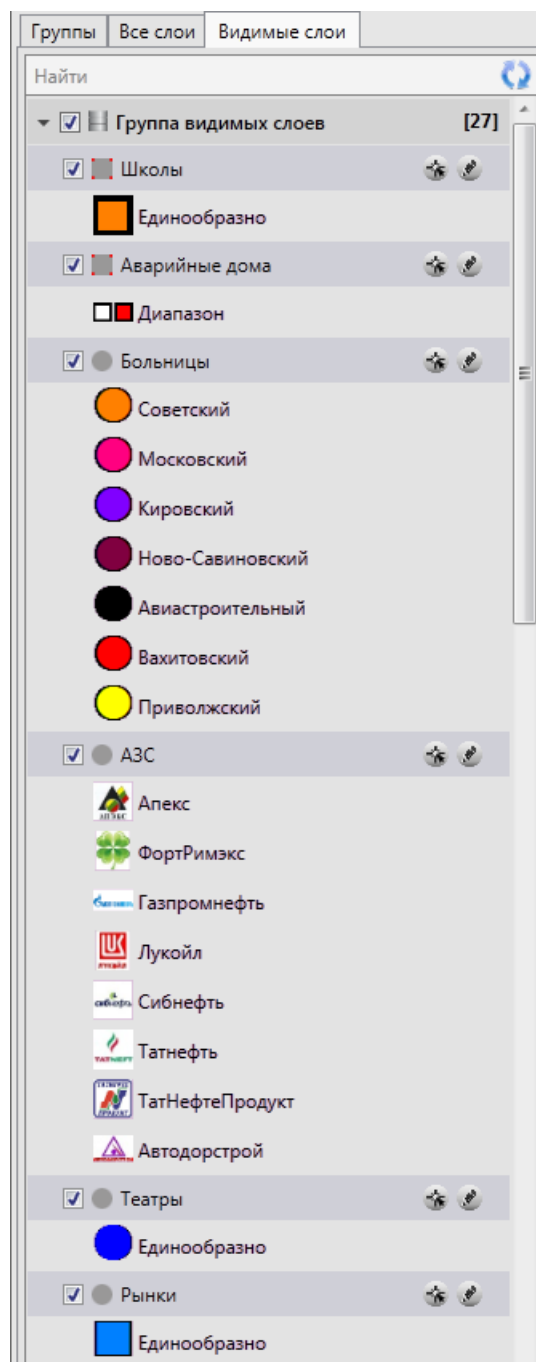 Группы Все слои Видимые слои
Найти
Группа видимых слоев [27]
Школы
Единообразно
Аварийные дома
Диапазон
Больницы
Советский
Московский
Кировский
Ново-Савиновский
Авиастроительный
Вахитовский
Приволжский
АЗС
Апекс
ФортРимэкс
Газпромнефть
Лукойл
Сибнефть
Татнефть
ТатНефтеПродукт
Автодорстрой
Театры
Единообразно
Рынки
Единообразно